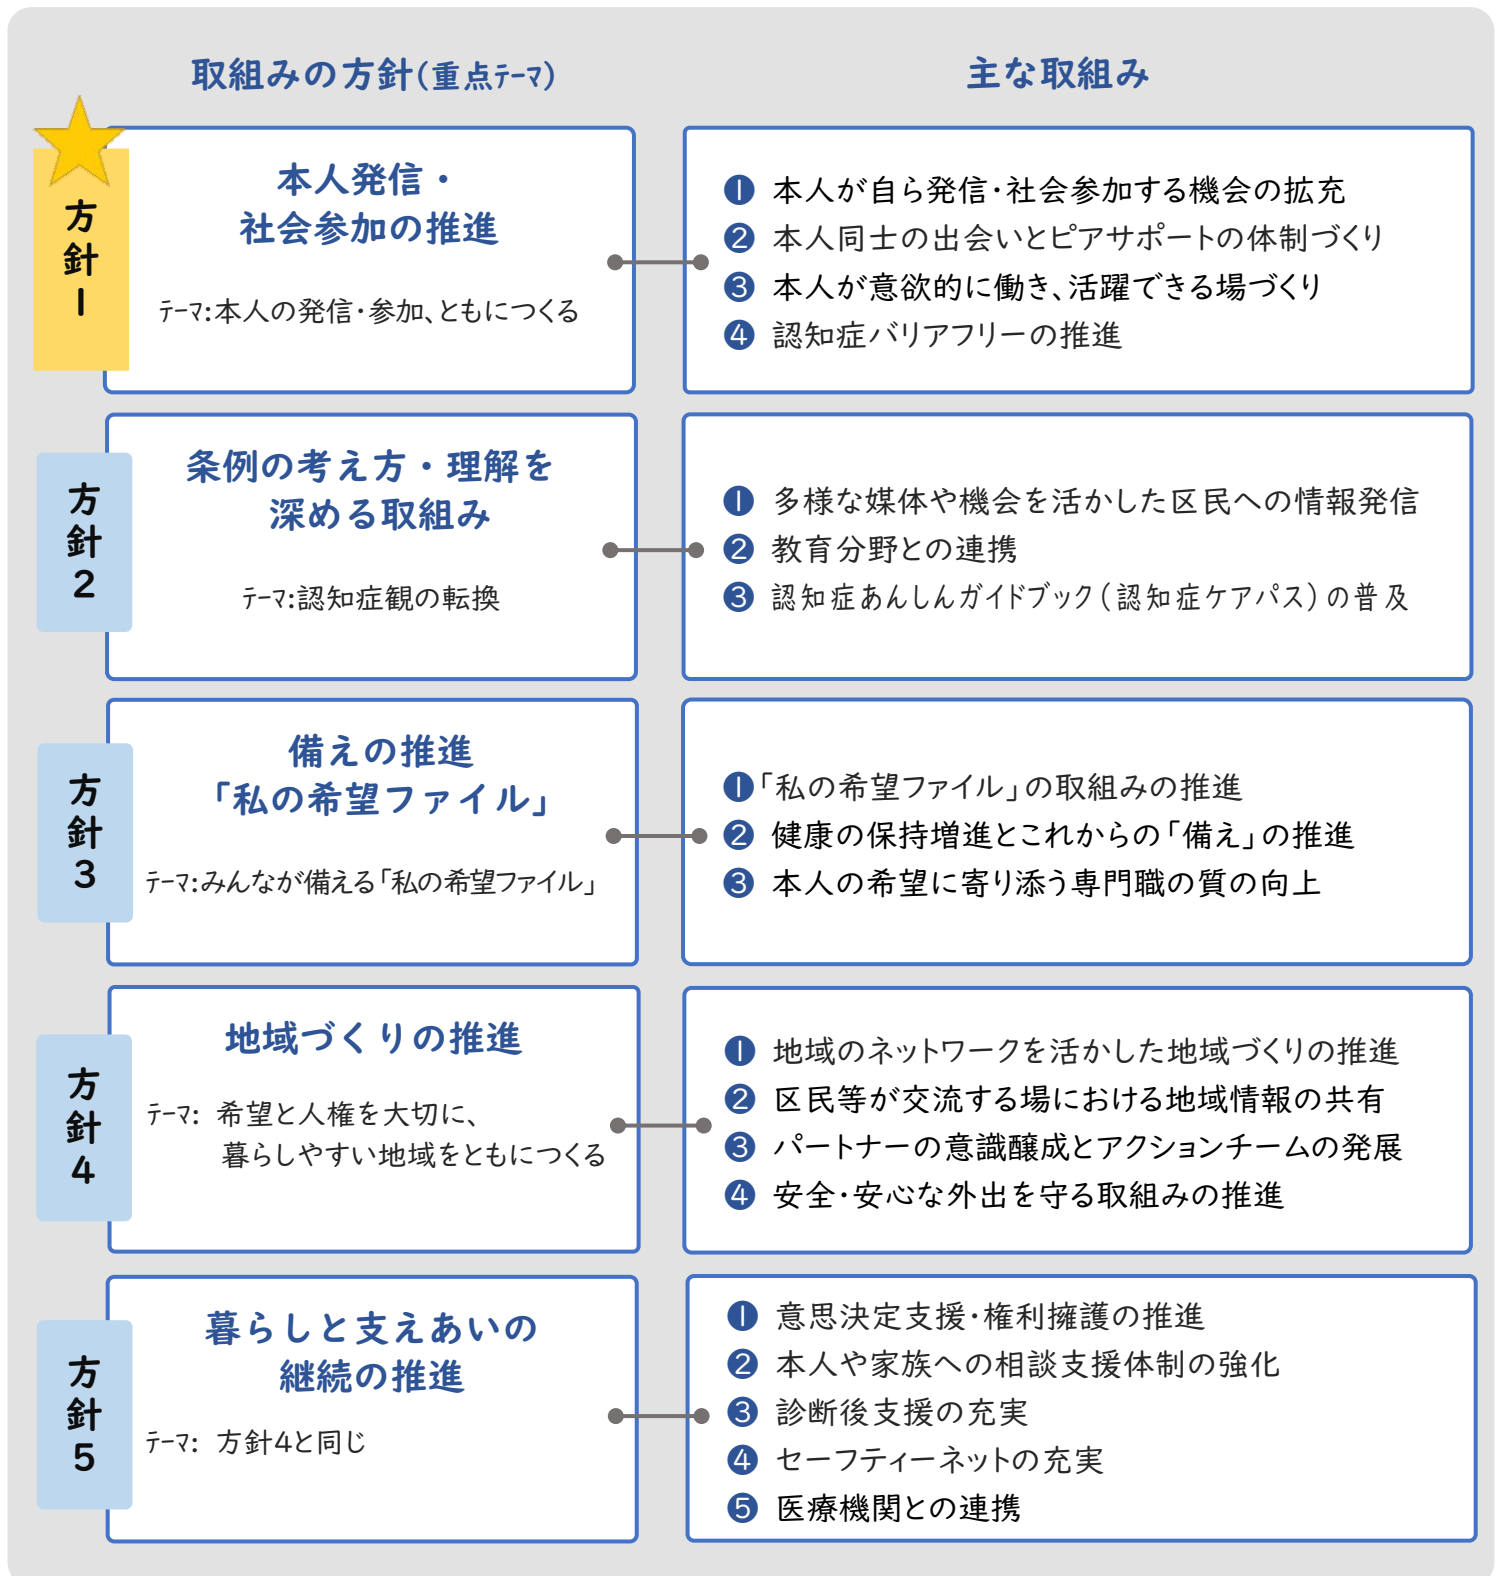 取組みの方針(重点ﾃｰﾏ)
主な取組み
方針1
本人発信・
社会参加の推進
ﾃｰﾏ:本人の発信・参加、ともにつくる
❶ 本人が自ら発信・社会参加する機会の拡充
❷ 本人同士の出会いとピアサポートの体制づくり
❸ 本人が意欲的に働き、活躍できる場づくり
❹ 認知症バリアフリーの推進
方針2
条例の考え方・理解を
深める取組み
ﾃｰﾏ:認知症観の転換
❶ 多様な媒体や機会を活かした区民への情報発信
❷ 教育分野との連携
❸ 認知症あんしんガイドブック(認知症ケアパス)の普及
方針3
備えの推進
「私の希望ファイル」
ﾃｰﾏ:みんなが備える「私の希望ファイル」
❶「私の希望ファイル」の取組みの推進
❷ 健康の保持増進とこれからの「備え」の推進
❸ 本人の希望に寄り添う専門職の質の向上
方針4
地域づくりの推進
ﾃｰﾏ: 希望と人権を大切に、
暮らしやすい地域をともにつくる
❶ 地域のネットワークを活かした地域づくりの推進
❷ 区民等が交流する場における地域情報の共有
❸ パートナーの意識醸成とアクションチームの発展
❹ 安全・安心な外出を守る取組みの推進
方針5
暮らしと支えあいの
継続の推進
ﾃｰﾏ: 方針4と同じ
❶ 意思決定支援・権利擁護の推進
❷ 本人や家族への相談支援体制の強化
❸ 診断後支援の充実
❹ セーフティーネットの充実
❺ 医療機関との連携